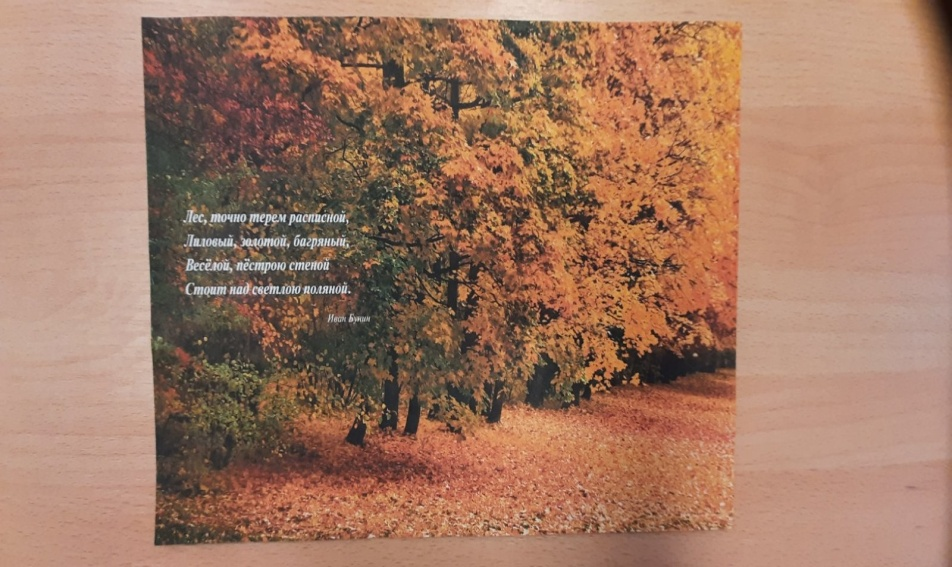 Лес, точно терем расписной,
Лиловый, золотой, багряный,
Весёлой, пёстрою стеной
Стоит над светлою поляной.
Иван Бунин